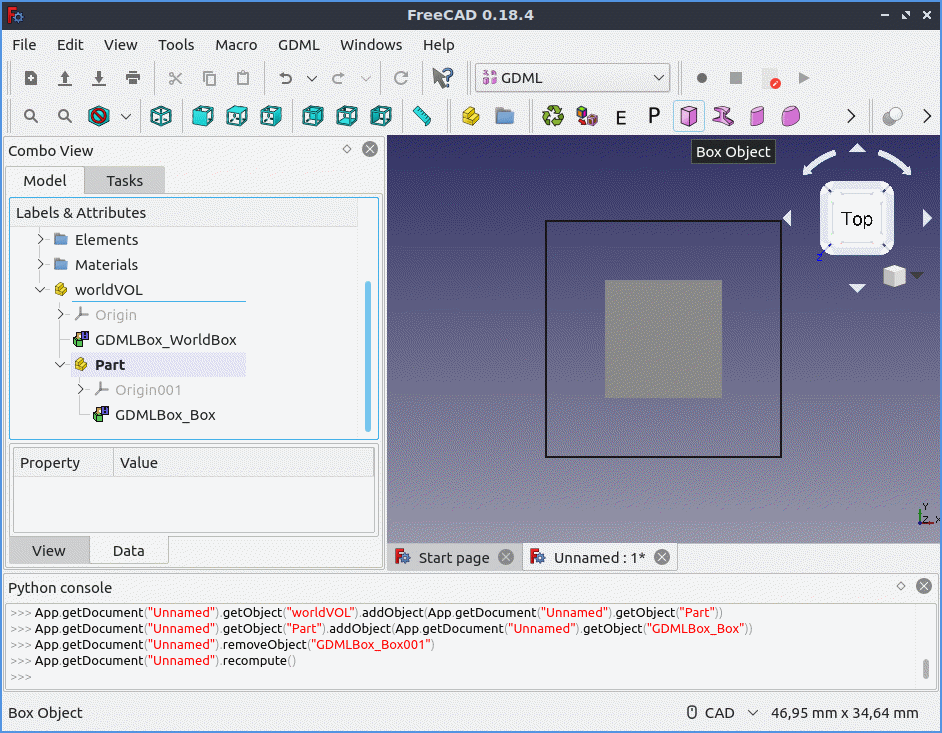 FreeCAD 0.18.4
File Edit View Tools Macro GDML Windows Help
GDML
E P
Combo View
Box Object
Model Tasks
Top
Labels & Attributes
Elements
Materials
worldVOL
Origin
GDMLBox_WorldBox
Part
Origin001
GDMLBox_Box
Z
Property Value
Y
Z X
View Data
Start page Unnamed : 1*
Python console
>>> App.getDocument("Unnamed").getObject("worldVOL").addObject(App.getDocument("Unnamed").getObject("Part"))
>>> App.getDocument("Unnamed").getObject("Part").addObject(App.getDocument("Unnamed").getObject("GDMLBox_Box"))
>>> App.getDocument("Unnamed").removeObject("GDMLBox_Box001")
>>> App.getDocument("Unnamed").recompute()
>>>
Box Object CAD 46,95 mm x 34,64 mm